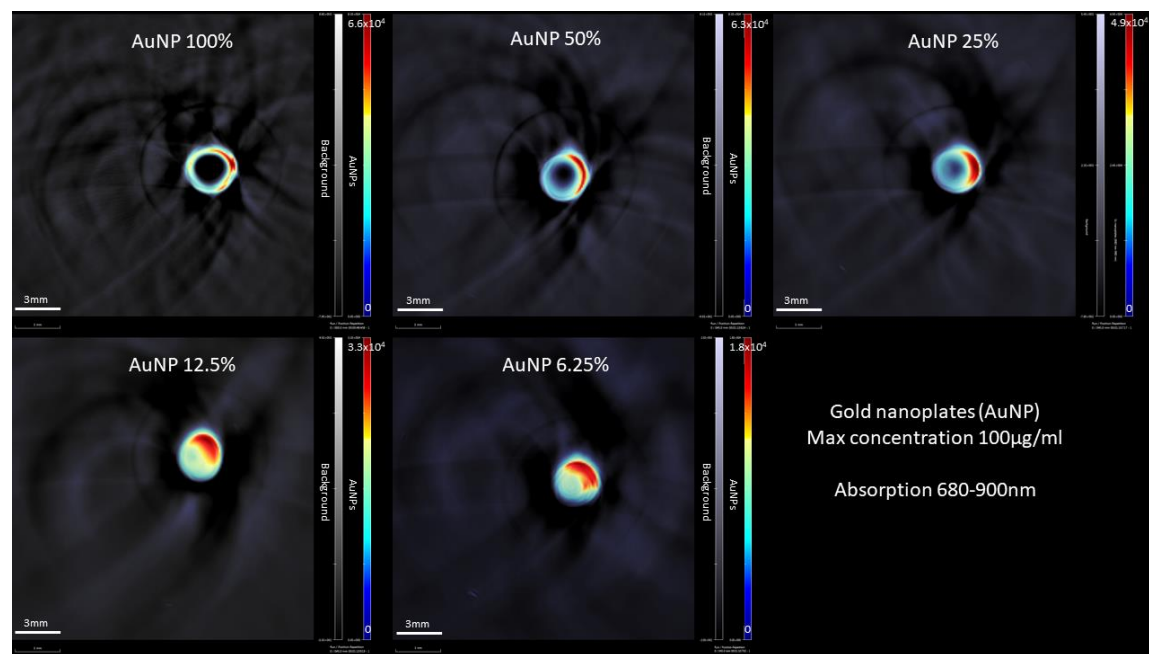 AuNP 100%
6.6x10⁴
Background
AuNPs
0
3mm
AuNP 50%
6.3x10⁴
Background
AuNPs
0
3mm
AuNP 25%
4.9x10⁴
0
3mm
AuNP 12.5%
3.3x10⁴
Background
AuNPs
0
3mm
AuNP 6.25%
1.8x10⁴
Background
AuNPs
0
3mm
Gold nanoplates (AuNP)
Max concentration 100µg/ml
Absorption 680-900nm